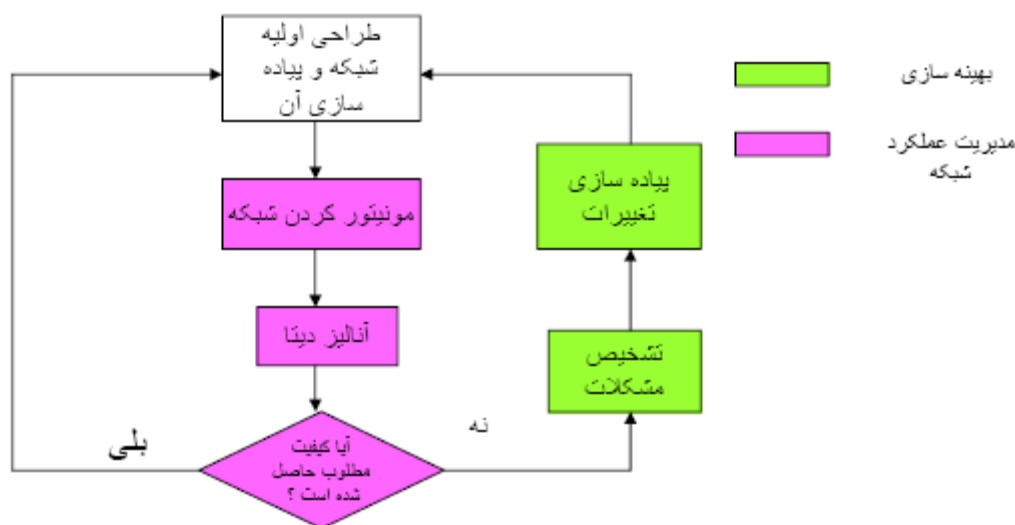 طراحی اولیه
شبکه و پیاده
سازی آن
مونیتور کردن شبکه
آنالیز دیتا
آیا کیفیت
مطلوب حاصل
شده است ؟
بلی
نه
تشخیص
مشکلات
پیاده سازی
تغییرات
بهینه سازی
مدیریت عملکرد
شبکه